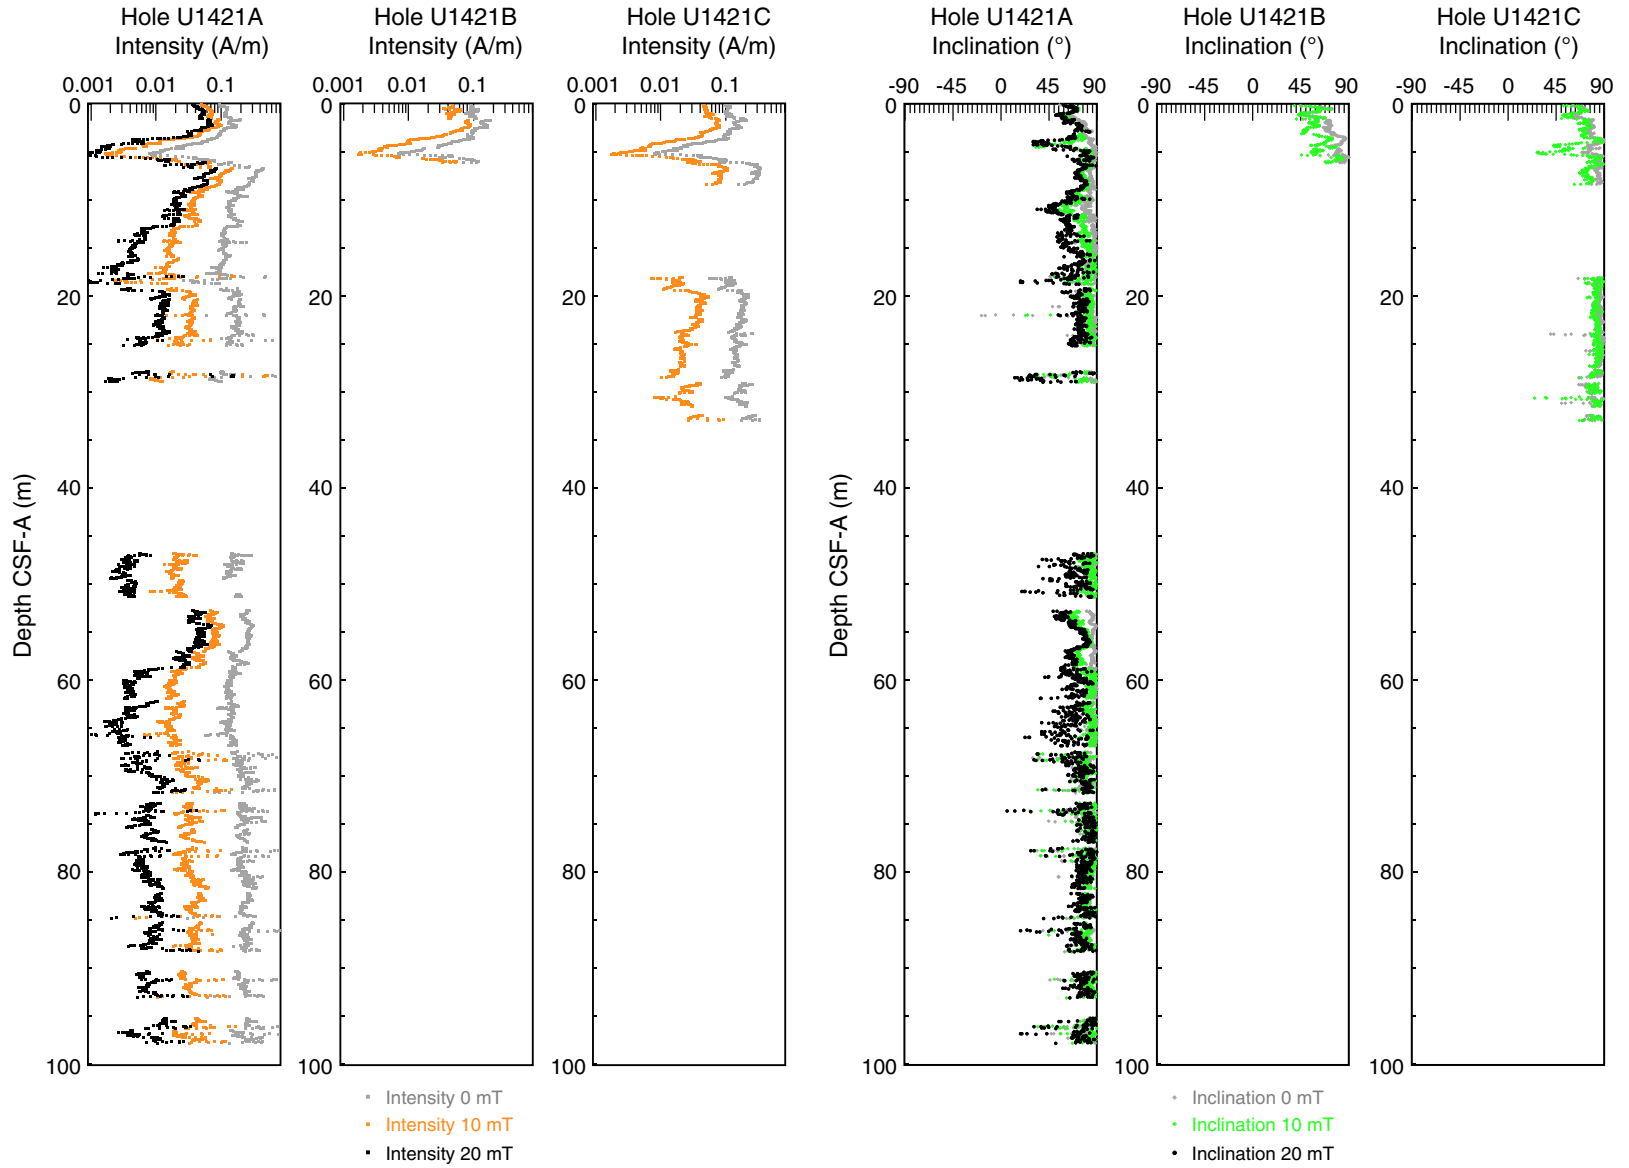 Hole U1421A
Intensity (A/m)
Hole U1421B
Intensity (A/m)
Hole U1421C
Intensity (A/m)
Hole U1421A
Inclination (°)
Hole U1421B
Inclination (°)
Hole U1421C
Inclination (°)
0.001 0.01 0.1
0.001 0.01 0.1
0.001 0.01 0.1
-90 0 45 90
-90 0 45 90
-90 0 45 90
0 0 0 0 0 0
20 20 20 20 20 20
40 40 40 40 40 40
Depth CSF-A (m)
Depth CSF-A (m)
60 60 60 60 60 60
80 80 80 80 80 80
100 100 100 100 100 100
Intensity 0 mT
Intensity 10 mT
Intensity 20 mT
Inclination 0 mT
Inclination 10 mT
Inclination 20 mT